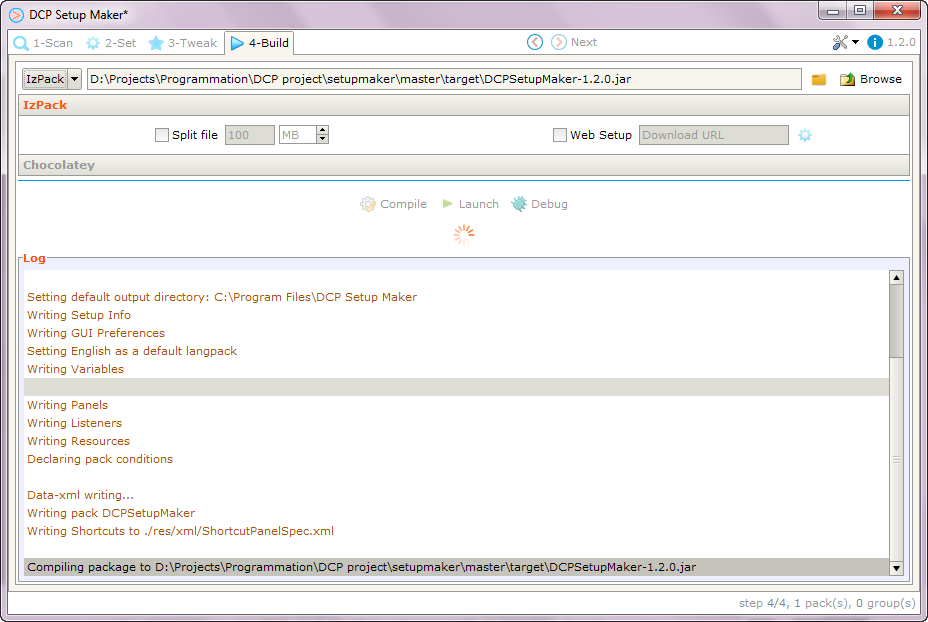 DCP Setup Maker*
1-Scan 2-Set 3-Tweak 4-Build Next 1.2.0
IzPack D:\Projects\Programmation\DCP project\setupmaker\master\target\DCPSetupMaker-1.2.0.jar Browse
IzPack
Split file 100 MB Web Setup Download URL
Chocolatey
Compile Launch Debug
Log
Setting default output directory: C:\Program Files\DCP Setup Maker
Writing Setup Info
Writing GUI Preferences
Setting English as a default langpack
Writing Variables
Writing Panels
Writing Listeners
Writing Resources
Declaring pack conditions
Data-xml writing...
Writing pack DCPSetupMaker
Writing Shortcuts to ./res/xml/ShortcutPanelSpec.xml
Compiling package to D:\Projects\Programmation\DCP project\setupmaker\master\target\DCPSetupMaker-1.2.0.jar
step 4/4, 1 pack(s), 0 group(s)